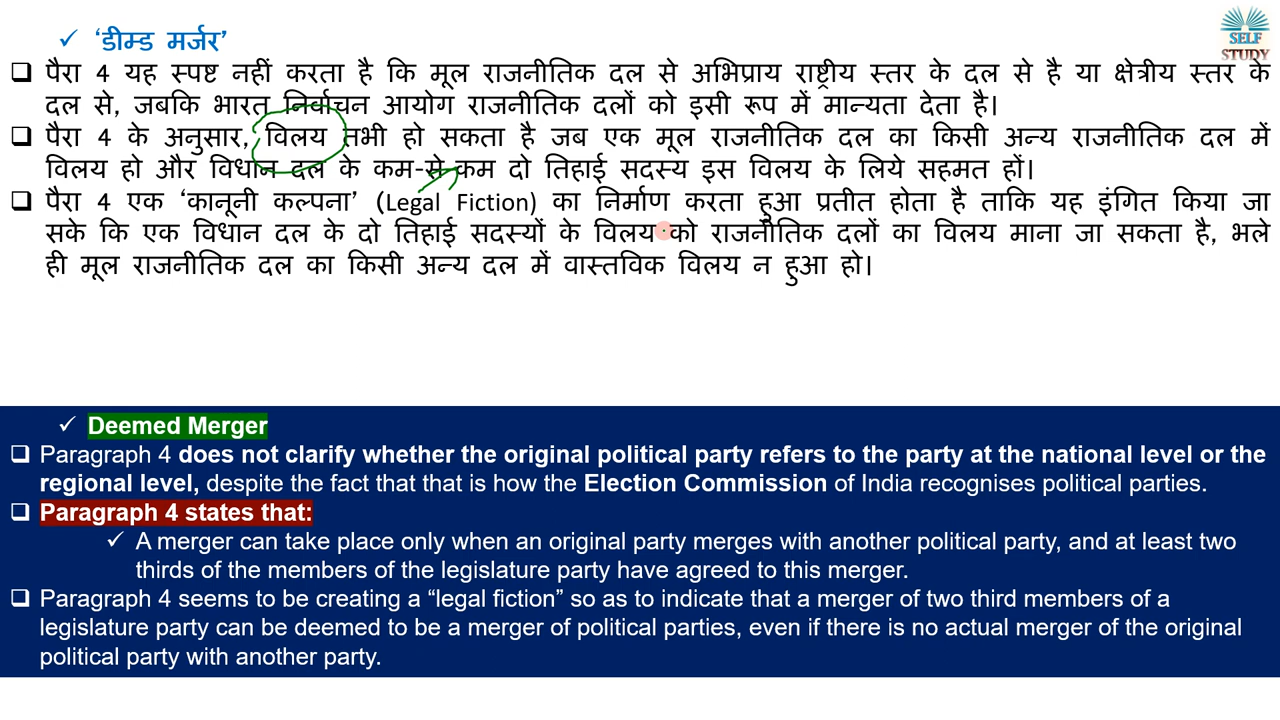 ✓ ‘डीम्ड मर्जर’
SELF
STUDY
❑ पैरा 4 यह स्पष्ट नहीं करता है कि मूल राजनीतिक दल से अभिप्राय राष्ट्रीय स्तर के दल से है या क्षेत्रीय स्तर के
दल से, जबकि भारत निर्वाचन आयोग राजनीतिक दलों को इसी रूप में मान्यता देता है।
❑ पैरा 4 के अनुसार, विलय तभी हो सकता है जब एक मूल राजनीतिक दल का किसी अन्य राजनीतिक दल में
विलय हो और विधान दल के कम-से कम दो तिहाई सदस्य इस विलय के लिये सहमत हों।
❑ पैरा 4 एक ‘कानूनी कल्पना’ (Legal Fiction) का निर्माण करता हुआ प्रतीत होता है ताकि यह इंगित किया जा
सके कि एक विधान दल के दो तिहाई सदस्यों के विलय को राजनीतिक दलों का विलय माना जा सकता है, भले
ही मूल राजनीतिक दल का किसी अन्य दल में वास्तविक विलय न हुआ हो।
✓ Deemed Merger
❑ Paragraph 4 does not clarify whether the original political party refers to the party at the national level or the
regional level, despite the fact that that is how the Election Commission of India recognises political parties.
❑ Paragraph 4 states that:
✓ A merger can take place only when an original party merges with another political party, and at least two
thirds of the members of the legislature party have agreed to this merger.
❑ Paragraph 4 seems to be creating a “legal fiction” so as to indicate that a merger of two third members of a
legislature party can be deemed to be a merger of political parties, even if there is no actual merger of the original
political party with another party.